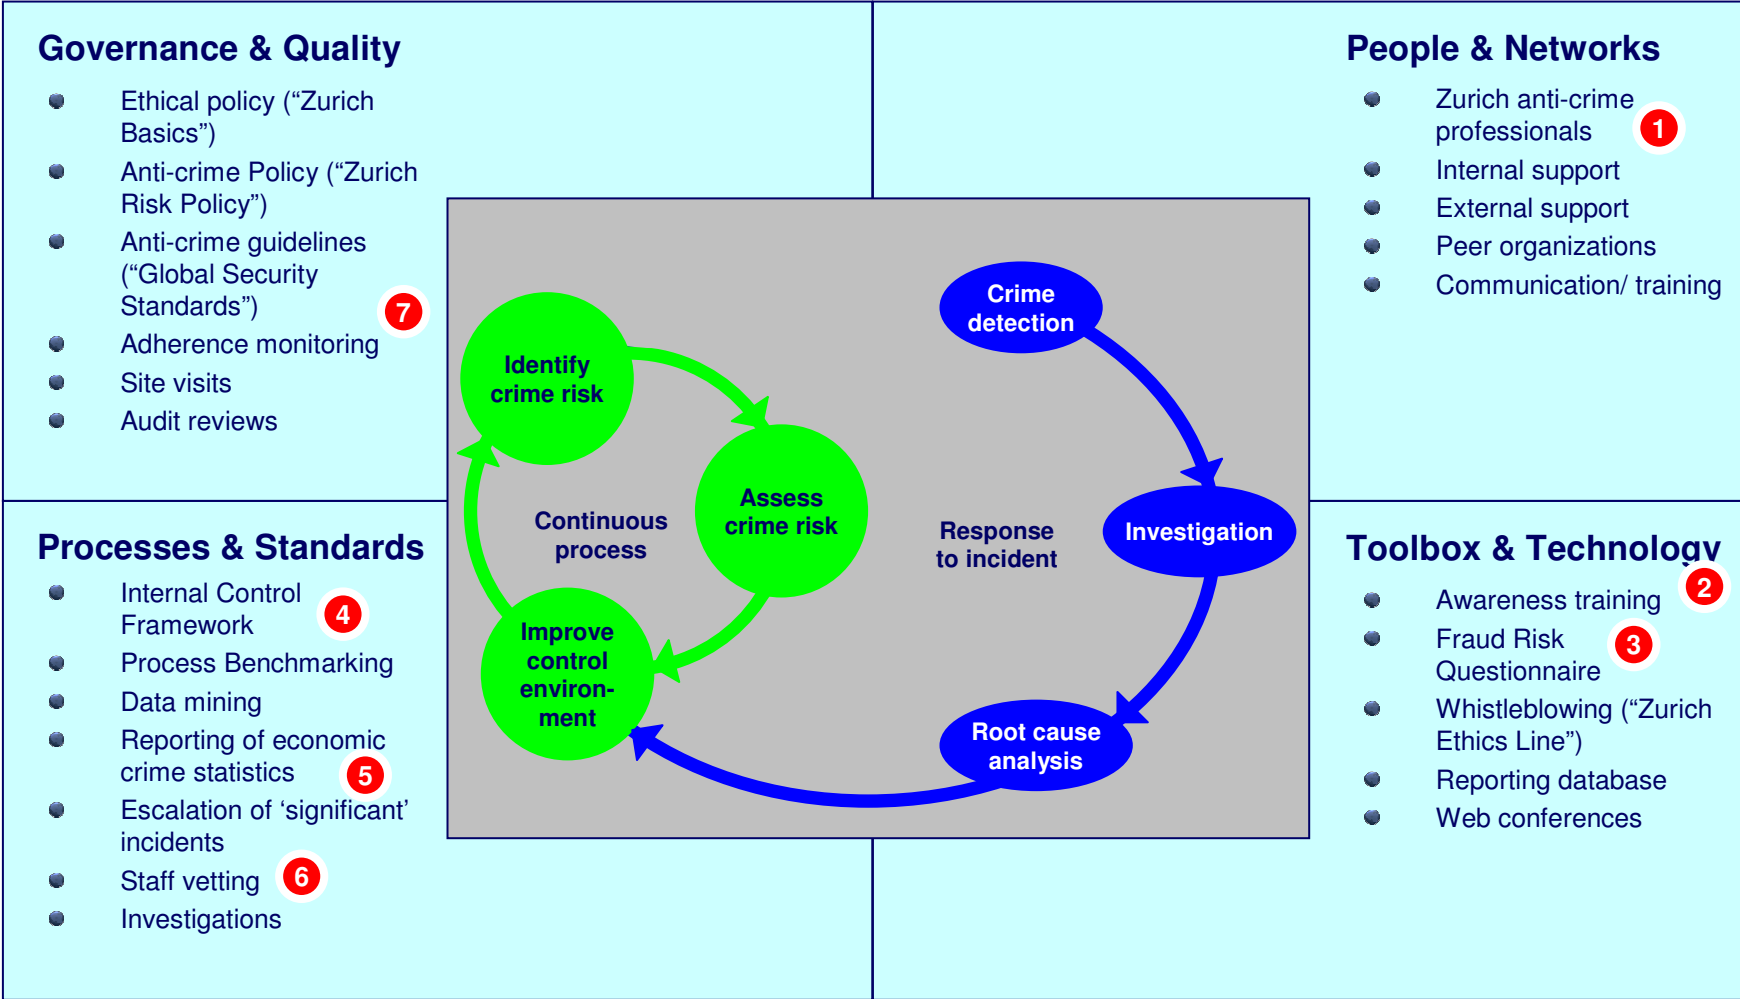 Governance & Quality
Ethical policy (“Zurich
Basics”)
Anti-crime Policy (“Zurich
Risk Policy”)
Anti-crime guidelines
(“Global Security
Standards”)
7
Adherence monitoring
Site visits
Audit reviews
People & Networks
Zurich anti-crime
professionals
1
Internal support
External support
Peer organizations
Communication/ training
Identify
crime risk
Assess
crime risk
Improve
control
environ-
ment
Continuous
process
Crime
detection
Investigation
Root cause
analysis
Response
to incident
Processes & Standards
Internal Control
Framework
4
Process Benchmarking
Data mining
Reporting of economic
crime statistics
5
Escalation of ‘significant’
incidents
Staff vetting
6
Investigations
Toolbox & Technology
2
Awareness training
Fraud Risk
Questionnaire
3
Whistleblowing (“Zurich
Ethics Line”)
Reporting database
Web conferences